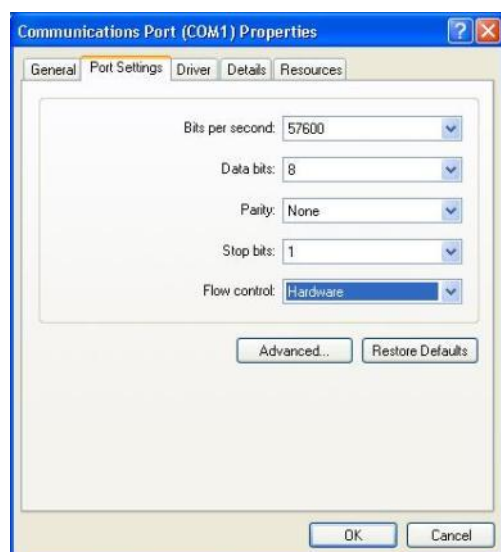 Communications Port (COM1) Properties
General Port Settings Driver Details Resources
Bits per second: 57600
Data bits: 8
Parity: None
Stop bits: 1
Flow control: Hardware
Advanced... Restore Defaults
OK Cancel